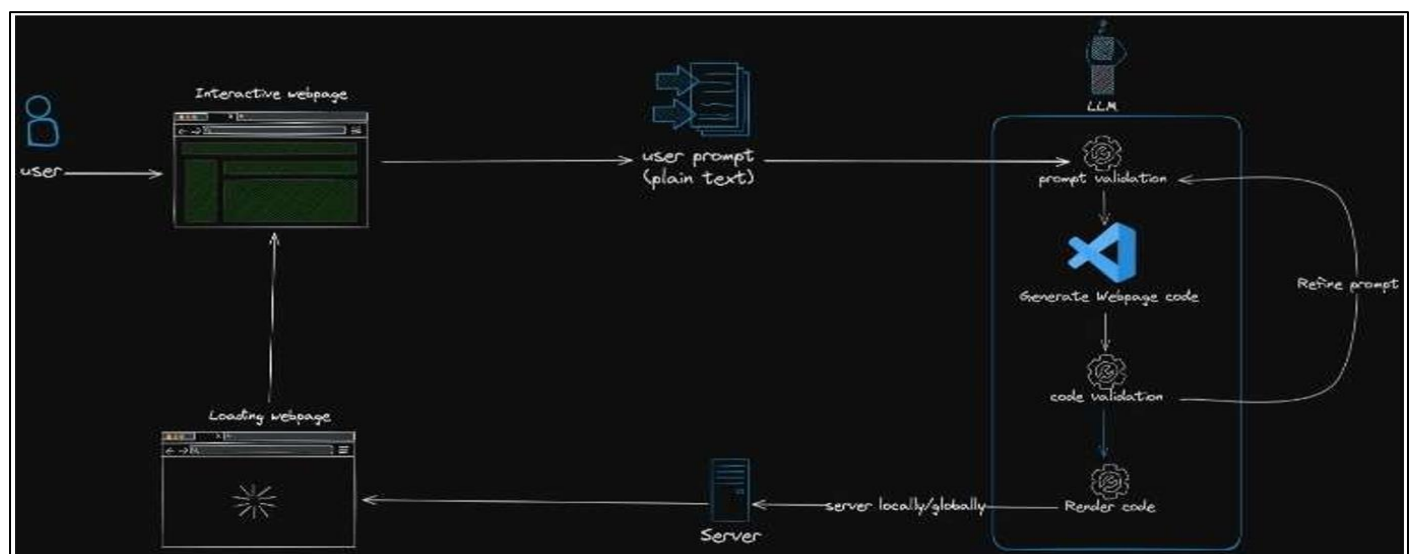 Interactive webpage
user
user prompt
(plain text)
LLM
prompt validation
Generate Webpage code
Refine prompt
code validation
Loading webpage
Render code
server locally/globally
Server